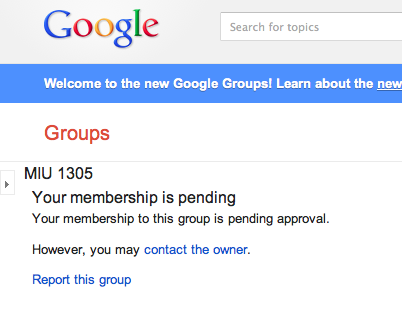 Google
Search for topics
Welcome to the new Google Groups! Learn about the new
Groups
MIU 1305
Your membership is pending
Your membership to this group is pending approval.
However, you may contact the owner.
Report this group